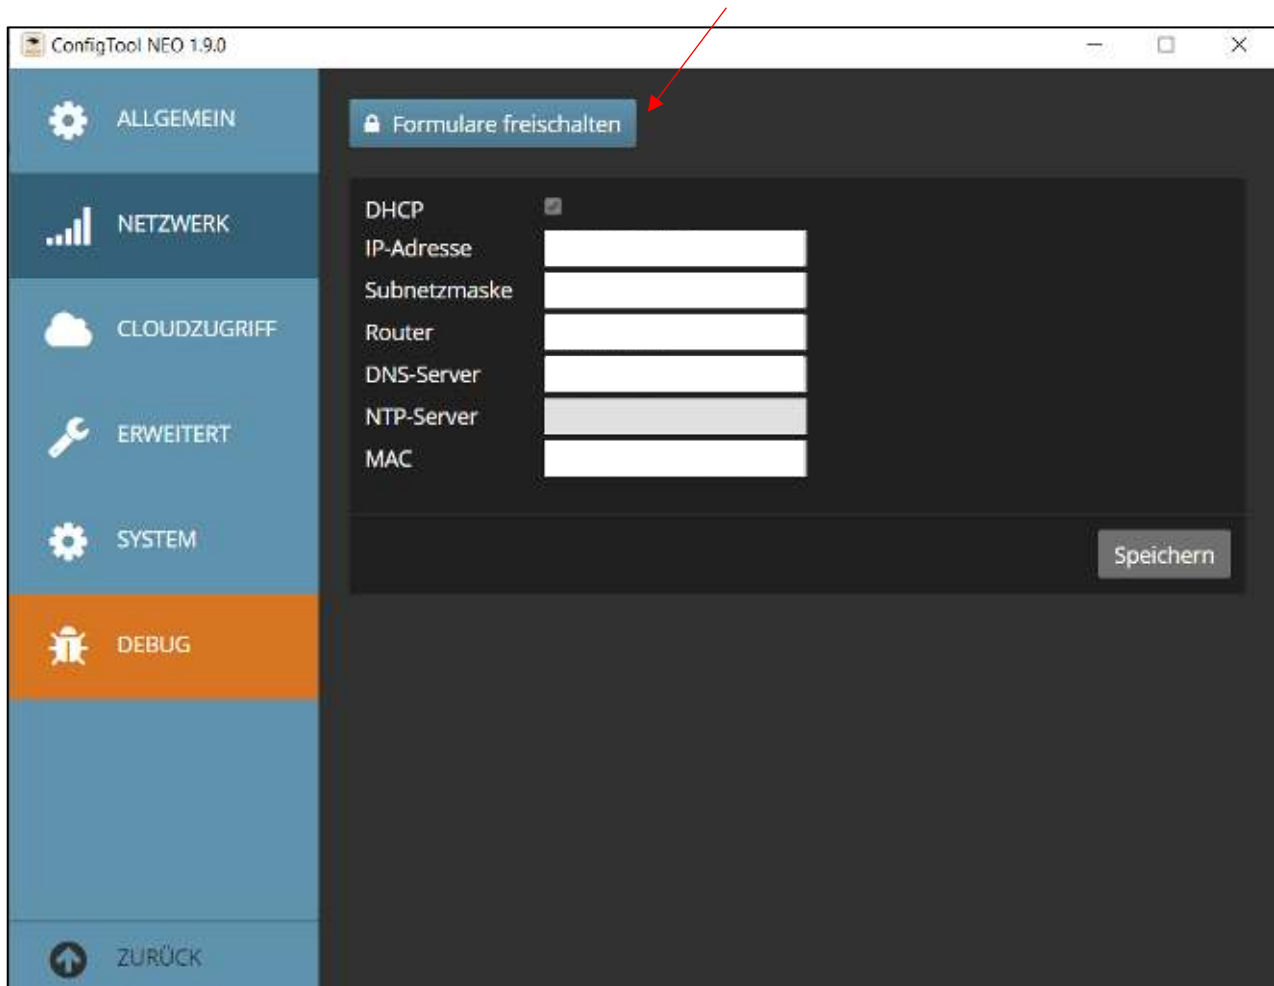 ConfigTool NEO 1.9.0
ALLGEMEIN
NETZWERK
CLOUDZUGRIFF
ERWEITERT
SYSTEM
DEBUG
ZURÜCK
Formulare freischalten
DHCP
IP-Adresse
Subnetzmaske
Router
DNS-Server
NTP-Server
MAC
Speichern